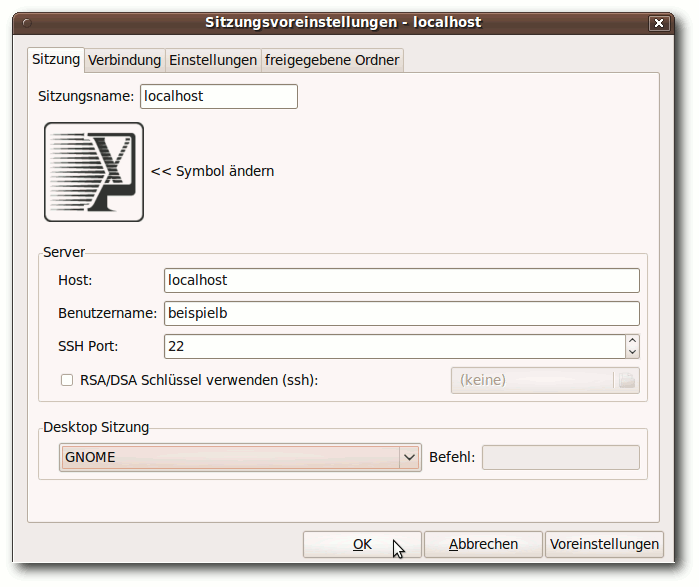 Sitzungsvoreinstellungen - localhost
Sitzung Verbindung Einstellungen freigegebene Ordner
Sitzungsname: localhost
<< Symbol ändern
Server
Host: localhost
Benutzername: beispielb
SSH Port: 22
RSA/DSA Schlüssel verwenden (ssh): (keine)
Desktop Sitzung
GNOME Befehl:
OK Abbrechen Voreinstellungen